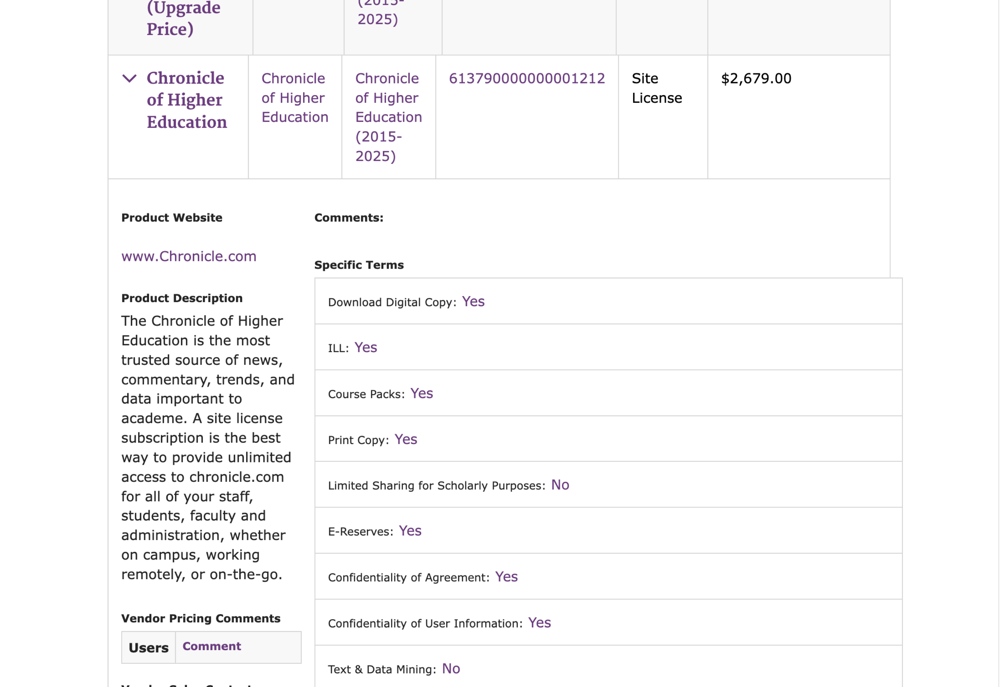 (Upgrade
Price)
(2015-
2025)
Chronicle
of Higher
Education
Chronicle
of Higher
Education
Chronicle
of Higher
Education
(2015-
2025)
613790000000001212
Site
License
$2,679.00
Product Website
www.Chronicle.com
Product Description
The Chronicle of Higher
Education is the most
trusted source of news,
commentary, trends, and
data important to
academe. A site license
subscription is the best
way to provide unlimited
access to chronicle.com
for all of your staff,
students, faculty and
administration, whether
on campus, working
remotely, or on-the-go.
Vendor Pricing Comments
Users Comment
Comments:
Specific Terms
Download Digital Copy: Yes
ILL: Yes
Course Packs: Yes
Print Copy: Yes
Limited Sharing for Scholarly Purposes: No
E-Reserves: Yes
Confidentiality of Agreement: Yes
Confidentiality of User Information: Yes
Text & Data Mining: No